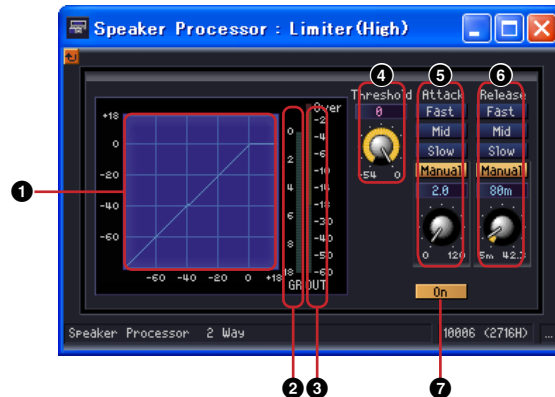 Speaker Processor : Limiter(High)
4 5 6
Threshold Attack Release
0 Fast Fast
Mid Mid
Slow Slow
Manual Manual
2.0 80m
-54 0
0 120 5m 42.3
On
+18
0
-20
-40
-60
-60 -40 -20 0 +18
0
2
4
6
8
18
GR
Over
-2
-4
-6
-10
-14
-18
-30
-40
-50
-60
OUT
1
Speaker Processor 2 Way 10006 (2716H) ...
2 3 7